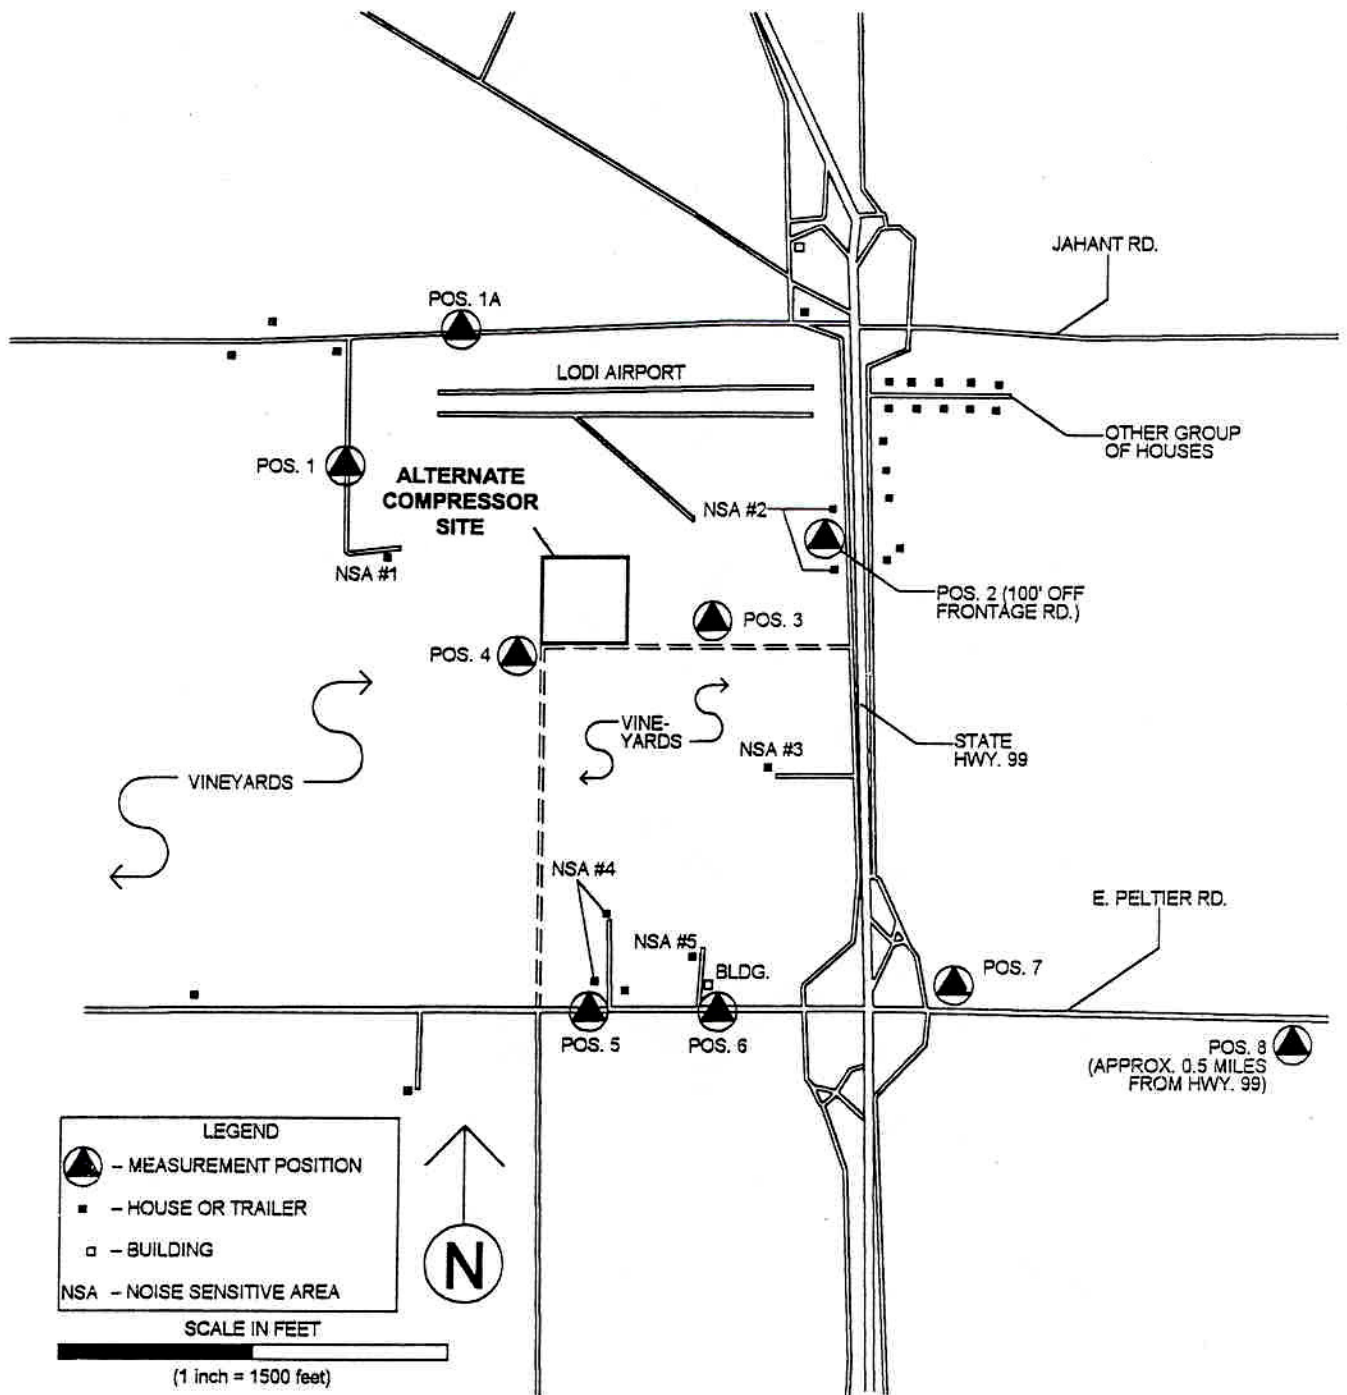 JAHANT RD.
POS. 1A
LODI AIRPORT
OTHER GROUP
OF HOUSES
POS. 1
ALTERNATE
COMPRESSOR
SITE
NSA #2
NSA #1
POS. 2 (100' OFF
FRONTAGE RD.)
POS. 3
POS. 4
VINE-
YARDS
STATE
HWY. 99
NSA #3
VINEYARDS
NSA #4
E. PELTIER RD.
NSA #5
BLDG.
POS. 7
POS. 5
POS. 6
POS. 8
(APPROX. 0.5 MILES
FROM HWY. 99)
LEGEND
– MEASUREMENT POSITION
– HOUSE OR TRAILER
– BUILDING
NSA – NOISE SENSITIVE AREA
N
SCALE IN FEET
(1 inch = 1500 feet)